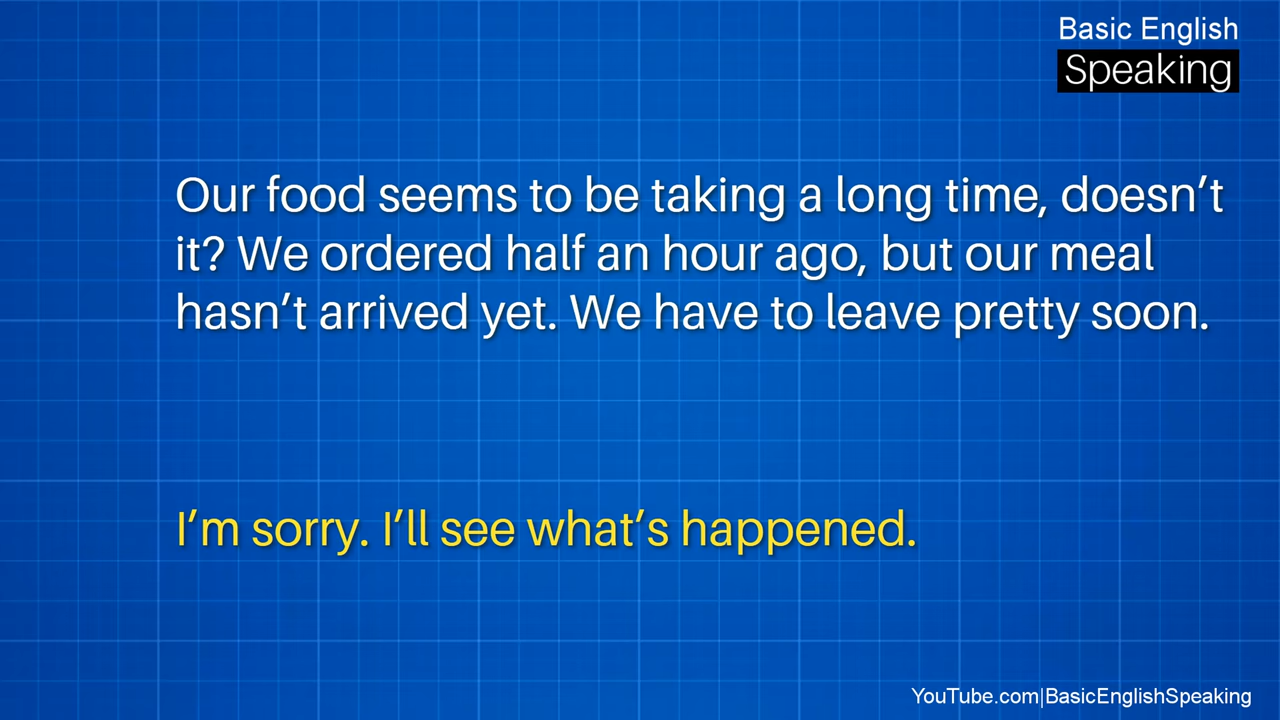 Basic English
Speaking
Our food seems to be taking a long time, doesn’t
it? We ordered half an hour ago, but our meal
hasn’t arrived yet. We have to leave pretty soon.
I’m sorry. I’ll see what’s happened.
YouTube.com|BasicEnglishSpeaking